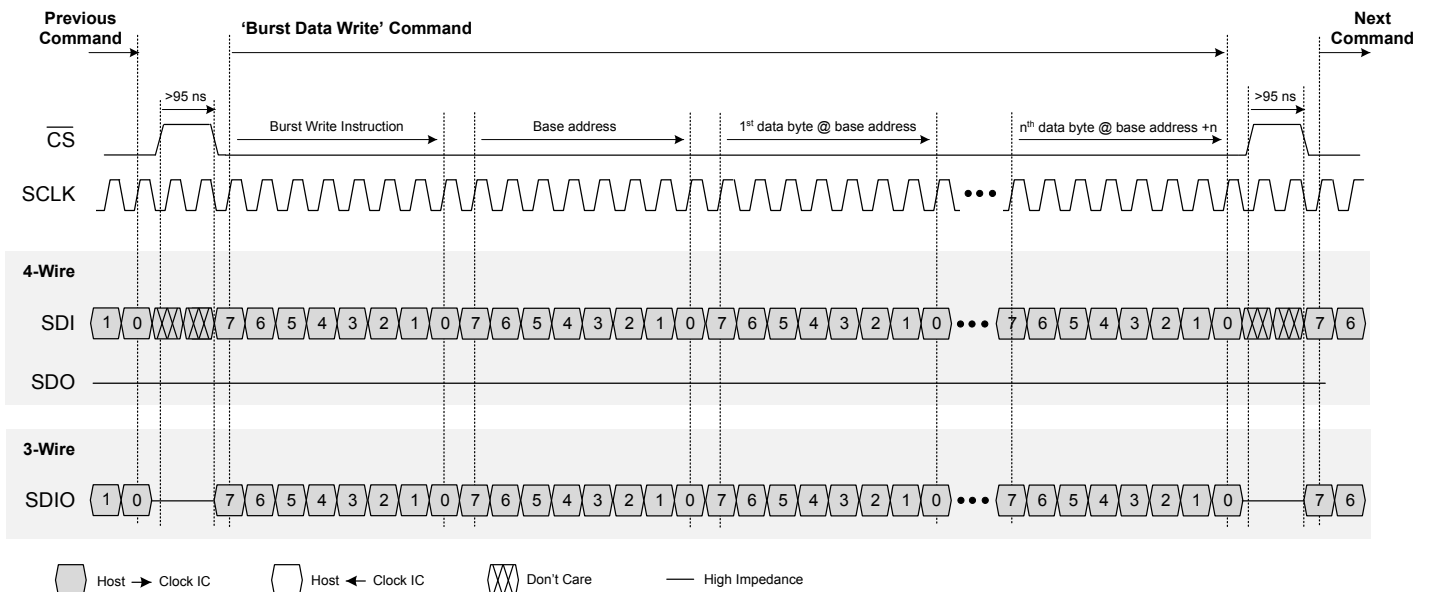 Previous Command
‘Burst Data Write’ Command
Next Command
>95 ns
>95 ns
CS
Burst Write Instruction
Base address
1st data byte @ base address
nth data byte @ base address +n
SCLK
4-Wire
SDI 1 0 7 6 5 4 3 2 1 0 7 6 5 4 3 2 1 0 7 6 5 4 3 2 1 0 ••• 7 6 5 4 3 2 1 0 7 6
SDO
3-Wire
SDIO 1 0 7 6 5 4 3 2 1 0 7 6 5 4 3 2 1 0 7 6 5 4 3 2 1 0 ••• 7 6 5 4 3 2 1 0 7 6
Host → Clock IC
Host ← Clock IC
Don’t Care
High Impedance